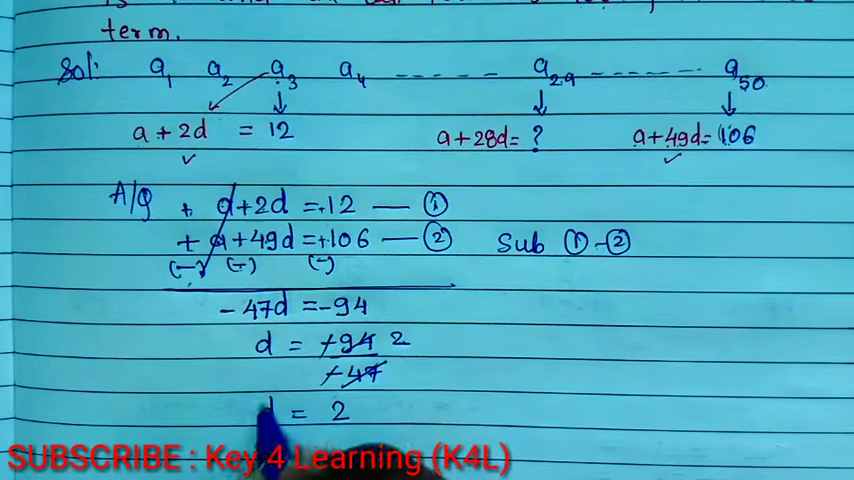 term.
Sol: a1 a2 a3 a4 ------ a29 ------- a50
a + 2d = 12 a + 28d = ? a + 49d = 106
A/Q + a + 2d = +12 — ①
+ a + 49d = +106 — ② Sub ① - ②
(-) (-) (-)
- 47d = - 94
d = -94 2
-47
d = 2
SUBSCRIBE : Key 4 Learning (K4L)